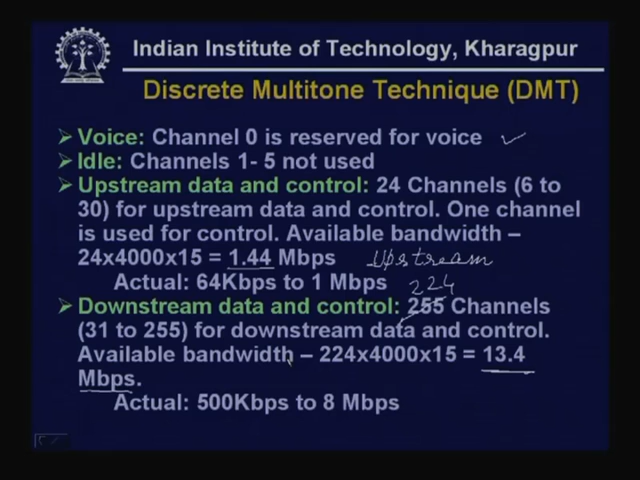 Indian Institute of Technology, Kharagpur
Discrete Multitone Technique (DMT)
Voice: Channel 0 is reserved for voice
Idle: Channels 1- 5 not used
Upstream data and control: 24 Channels (6 to
30) for upstream data and control. One channel
is used for control. Available bandwidth –
24x4000x15 = 1.44 Mbps Upstream
Actual: 64Kbps to 1 Mbps 224
Downstream data and control: 255 Channels
(31 to 255) for downstream data and control.
Available bandwidth – 224x4000x15 = 13.4
Mbps.
Actual: 500Kbps to 8 Mbps